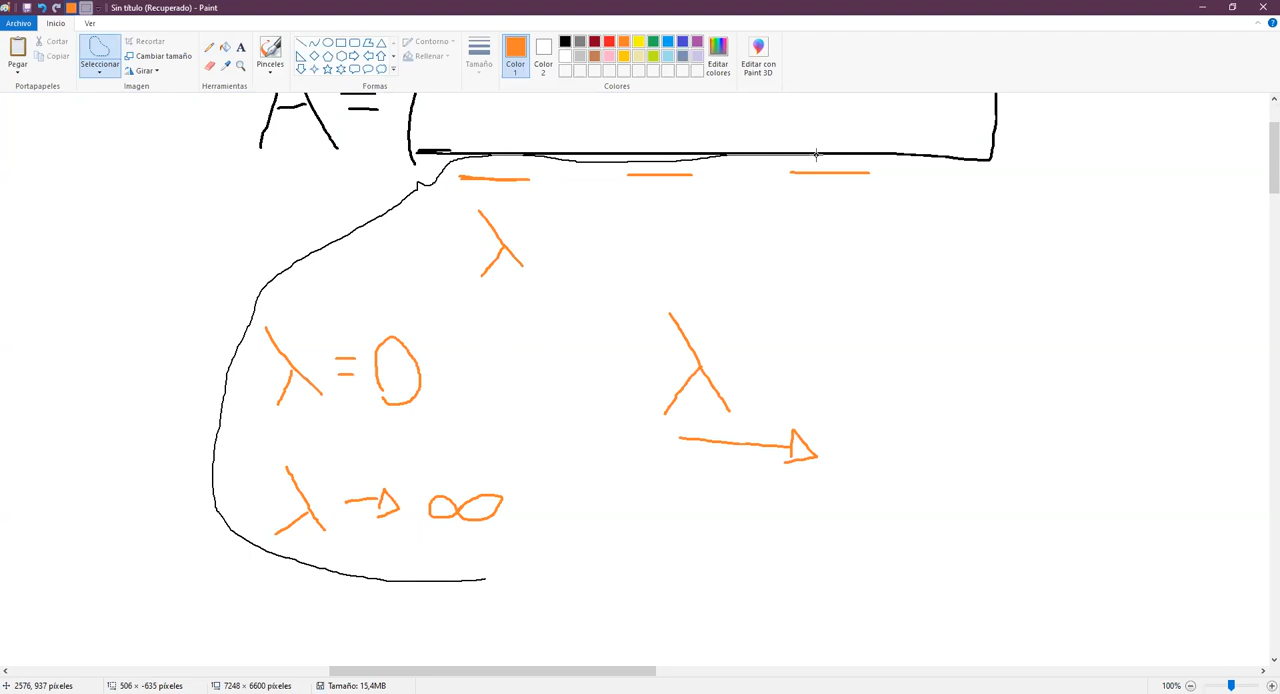 Sin título (Recuperado) - Paint
Archivo Inicio Ver
Pegar
Cortar
Copiar
Portapapeles
Seleccionar
Recortar
Cambiar tamaño
Girar
Imagen
A
Herramientas
Pinceles
Contorno
Rellenar
Formas
Tamaño
Color 1
Color 2
Editar colores
Editar con Paint 3D
Colores
A =
λ
λ = 0
λ
λ → ∞
2576, 937 píxeles 506 × -635 píxeles 7248 × 6600 píxeles Tamaño: 15,4MB 100%